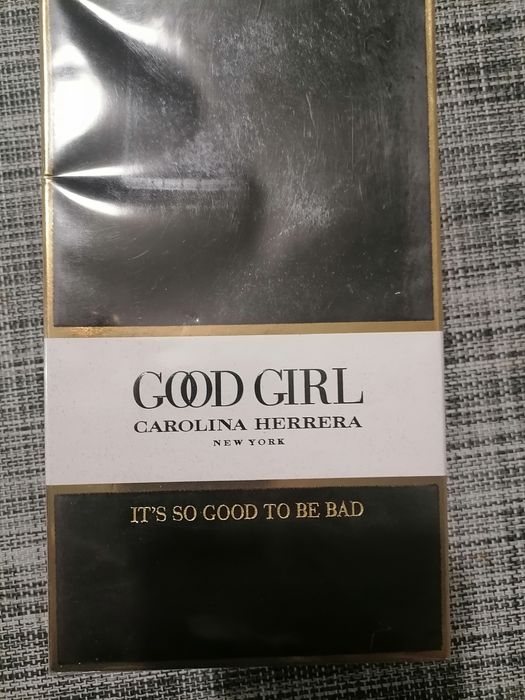 GOOD GIRL
CAROLINA HERRERA
NEW YORK
IT'S SO GOOD TO BE BAD